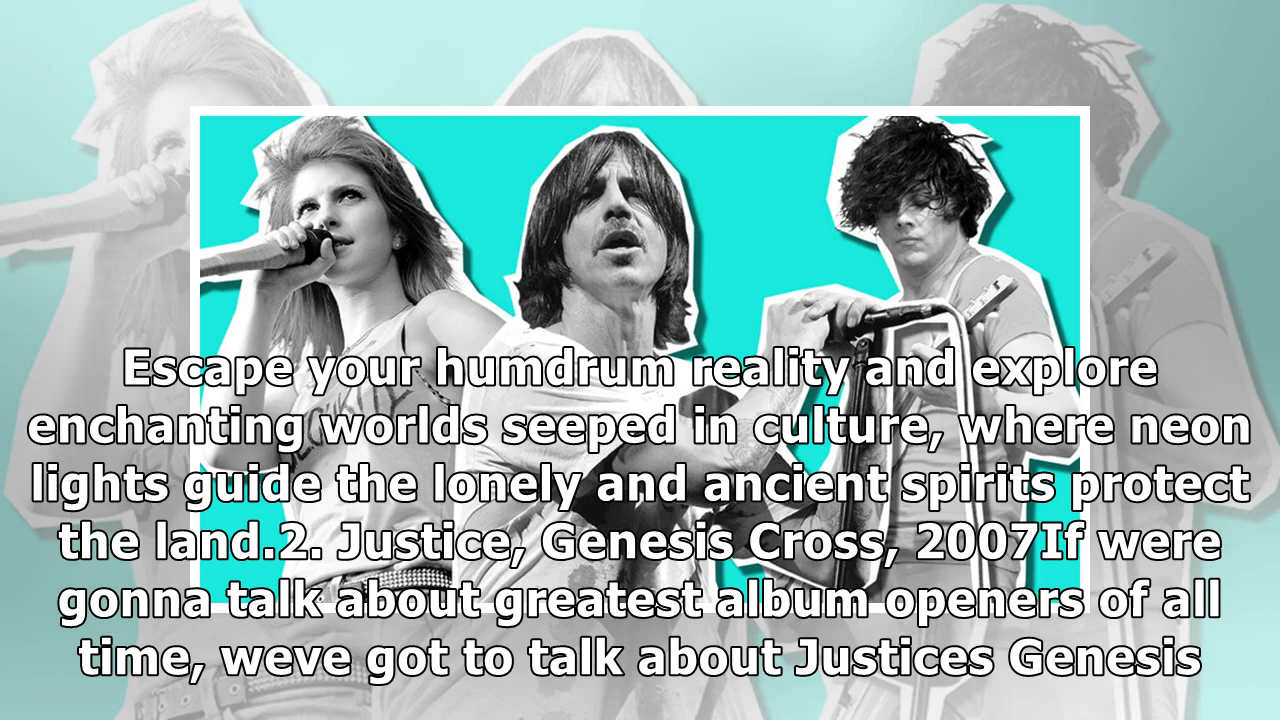 Escape your humdrum reality and explore
enchanting worlds seeped in culture, where neon
lights guide the lonely and ancient spirits protect
the land.2. Justice, Genesis Cross, 2007If were
gonna talk about greatest album openers of all
time, weve got to talk about Justices Genesis